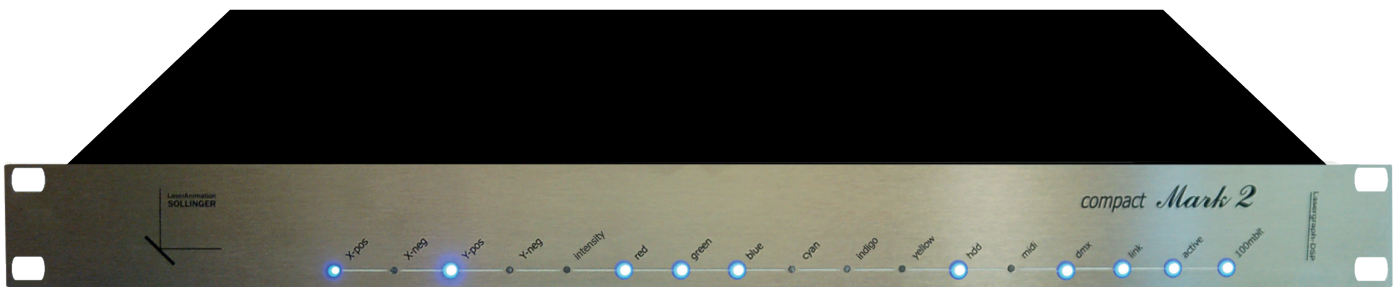 LaserAnimation
SOLLINGER
compact Mark 2
Lasergraph-DSP
X-pos
X-neg
Y-pos
Y-neg
intensity
red
green
blue
cyan
indigo
yellow
hdd
midi
dmx
link
active
100mbit